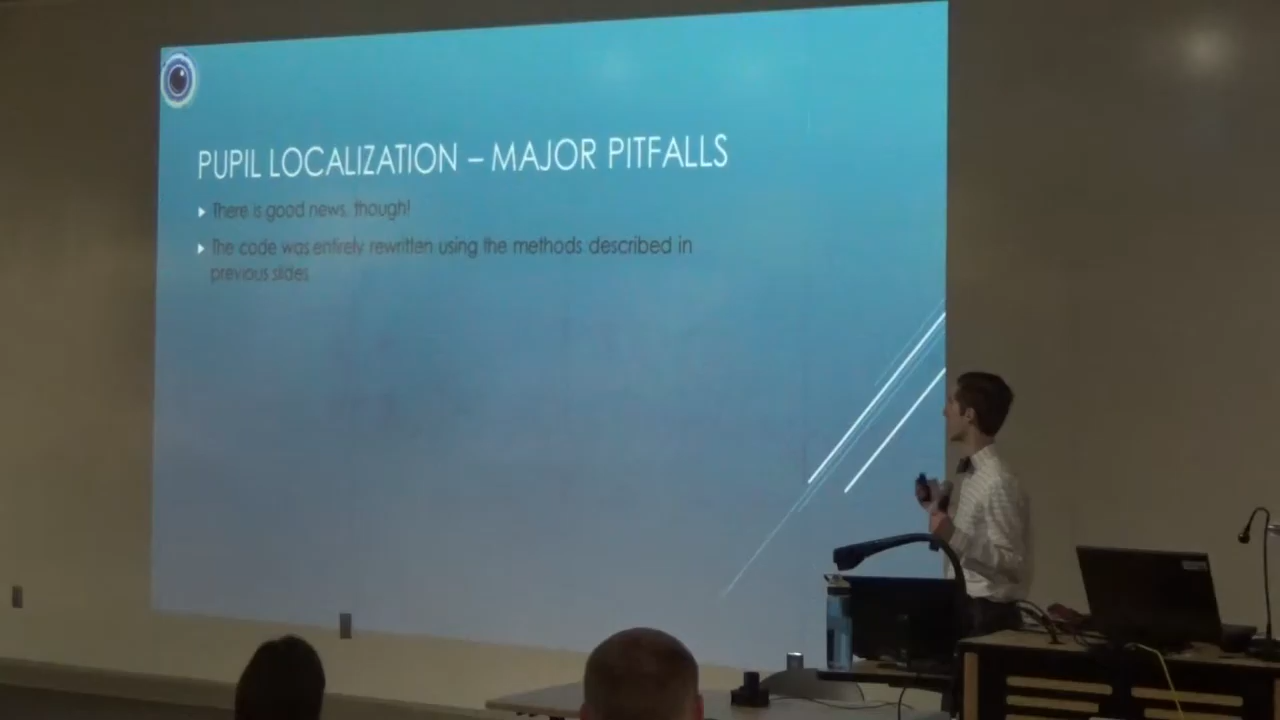 PUPIL LOCALIZATION – MAJOR PITFALLS
There is good news, though!
The code was entirely rewritten using the methods described in
previous slides